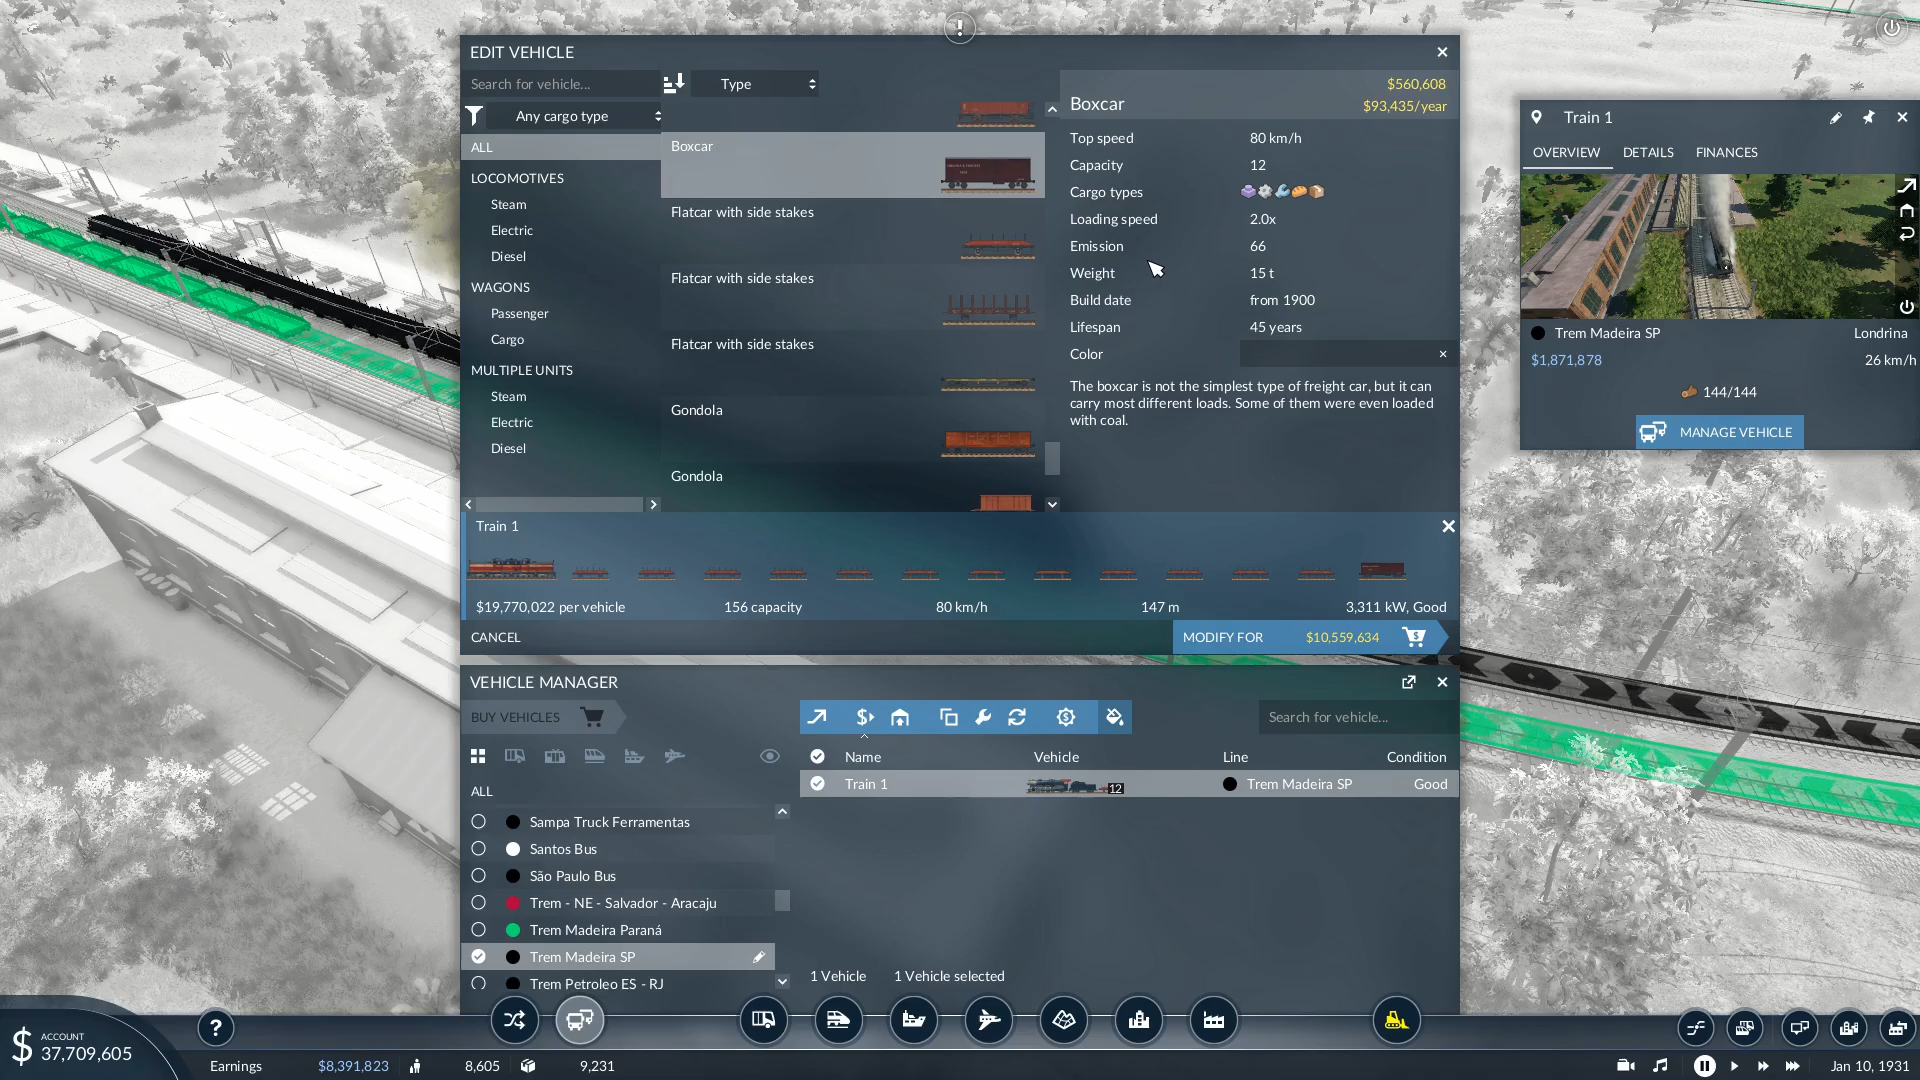 EDIT VEHICLE
Search for vehicle...
Type
Any cargo type
ALL
LOCOMOTIVES
Steam
Electric
Diesel
WAGONS
Passenger
Cargo
MULTIPLE UNITS
Steam
Electric
Diesel
Boxcar
Flatcar with side stakes
Flatcar with side stakes
Flatcar with side stakes
Gondola
Gondola
$560,608
Boxcar
$93,435/year
Top speed 80 km/h
Capacity 12
Cargo types
Loading speed 2.0x
Emission 66
Weight 15 t
Build date from 1900
Lifespan 45 years
Color
The boxcar is not the simplest type of freight car, but it can
carry most different loads. Some of them were even loaded
with coal.
Train 1
$19,770,022 per vehicle 156 capacity 80 km/h 147 m 3,311 kW, Good
CANCEL
MODIFY FOR $10,559,634
Train 1
OVERVIEW DETAILS FINANCES
Trem Madeira SP Londrina
$1,871,878 26 km/h
144/144
MANAGE VEHICLE
VEHICLE MANAGER
BUY VEHICLES
Search for vehicle...
ALL
Sampa Truck Ferramentas
Santos Bus
São Paulo Bus
Trem - NE - Salvador - Aracaju
Trem Madeira Paraná
Trem Madeira SP
Trem Petroleo ES - RJ
Name Vehicle Line Condition
Train 1 12 Trem Madeira SP Good
1 Vehicle 1 Vehicle selected
?
$ ACCOUNT
37,709,605
Earnings $8,391,823 8,605 9,231
Jan 10, 1931